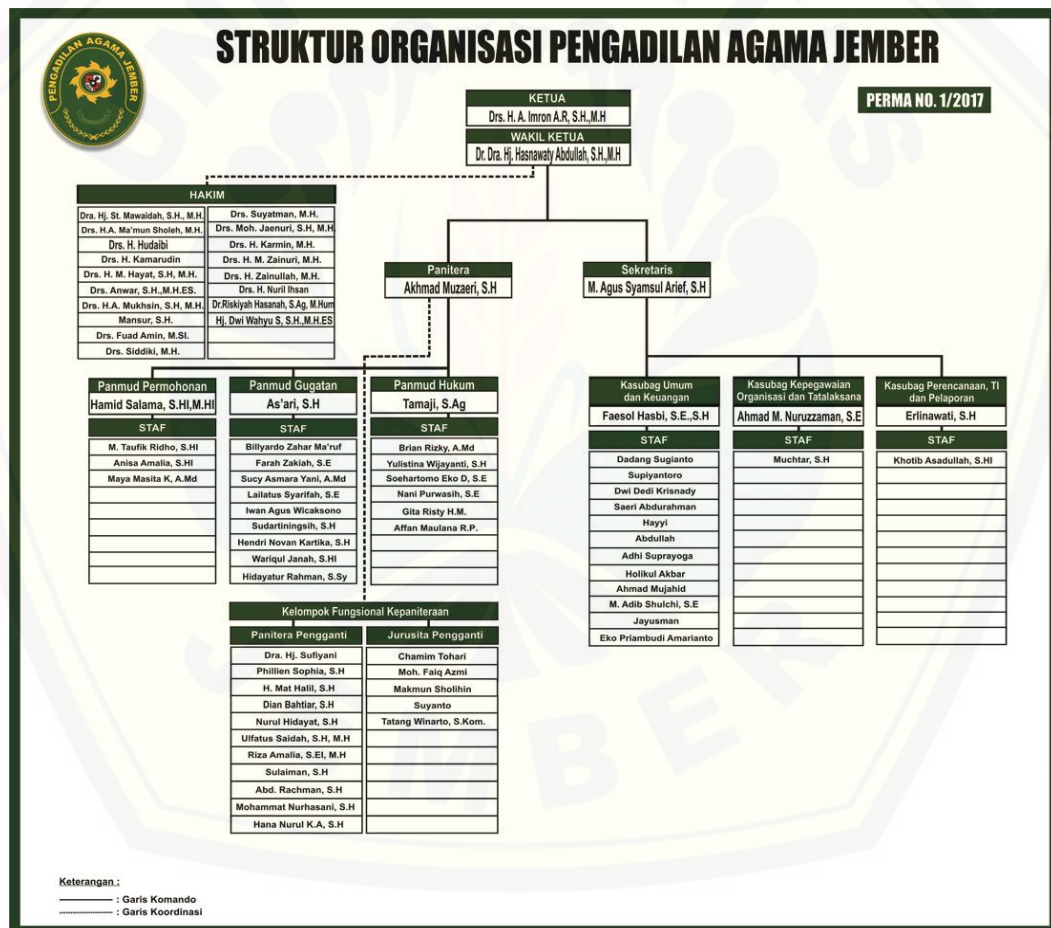 STRUKTUR ORGANISASI PENGADILAN AGAMA JEMBER
PENGADILAN AGAMA JEMBER
PERMA NO. 1/2017
KETUA
Drs. H. A. Imron A.R, S.H.,M.H
WAKIL KETUA
Dr. Dra. Hj. Hasnawaty Abdullah, S.H.,M.H
HAKIM
Dra. Hj. St. Mawaidah, S.H., M.H.
Drs. H.A. Ma'mun Sholeh, M.H.
Drs. H. Hudaibi
Drs. H. Kamarudin
Drs. H. M. Hayat, S.H, M.H.
Drs. Anwar, S.H.,M.H.ES.
Drs. H.A. Mukhsin, S.H, M.H.
Mansur, S.H.
Drs. Fuad Amin, M.SI.
Drs. Siddiki, M.H.
Drs. Suyatman, M.H.
Drs. Moh. Jaenuri, S.H, M.H
Drs. H. Karmin, M.H.
Drs. H. M. Zainuri, M.H.
Drs. H. Zainullah, M.H.
Drs. H. Nuril Ihsan
Dr.Riskiyah Hasanah, S.Ag, M.Hum
Hj. Dwi Wahyu S, S.H.,M.H.ES
Panitera
Akhmad Muzaeri, S.H
Sekretaris
M. Agus Syamsul Arief, S.H
Panmud Permohonan
Hamid Salama, S.HI,M.HI
STAF
M. Taufik Ridho, S.HI
Anisa Amalia, S.HI
Maya Masita K, A.Md
Panmud Gugatan
As'ari, S.H
STAF
Billyardo Zahar Ma'ruf
Farah Zakiah, S.E
Sucy Asmara Yani, A.Md
Lailatus Syarifah, S.E
Iwan Agus Wicaksono
Sudartiningsih, S.H
Hendri Novan Kartika, S.H
Wariqul Janah, S.HI
Hidayatur Rahman, S.Sy
Panmud Hukum
Tamaji, S.Ag
STAF
Brian Rizky, A.Md
Yulistina Wijayanti, S.H
Soehartomo Eko D, S.E
Nani Purwasih, S.E
Gita Risty H.M.
Affan Maulana R.P.
Kasubag Umum
dan Keuangan
Faesol Hasbi, S.E.,S.H
STAF
Dadang Sugianto
Supiyantoro
Dwi Dedi Krisnady
Saeri Abdurahman
Hayyi
Abdullah
Adhi Suprayoga
Holikul Akbar
Ahmad Mujahid
M. Adib Shulchi, S.E
Jayusman
Eko Priambudi Amarianto
Kasubag Kepegawaian
Organisasi dan Tatalaksana
Ahmad M. Nuruzzaman, S.E
STAF
Muchtar, S.H
Kasubag Perencanaan, TI
dan Pelaporan
Erlinawati, S.H
STAF
Khotib Asadullah, S.HI
Kelompok Fungsional Kepaniteraan
Panitera Pengganti
Dra. Hj. Sufiyani
Phillien Sophia, S.H
H. Mat Halil, S.H
Dian Bahtiar, S.H
Nurul Hidayat, S.H
Ulfatus Saidah, S.H, M.H
Riza Amalia, S.EI, M.H
Sulaiman, S.H
Abd. Rachman, S.H
Mohammat Nurhasani, S.H
Hana Nurul K.A, S.H
Jurusita Pengganti
Chamim Tohari
Moh. Faiq Azmi
Makmun Sholihin
Suyanto
Tatang Winarto, S.Kom.
Keterangan :
: Garis Komando
: Garis Koordinasi